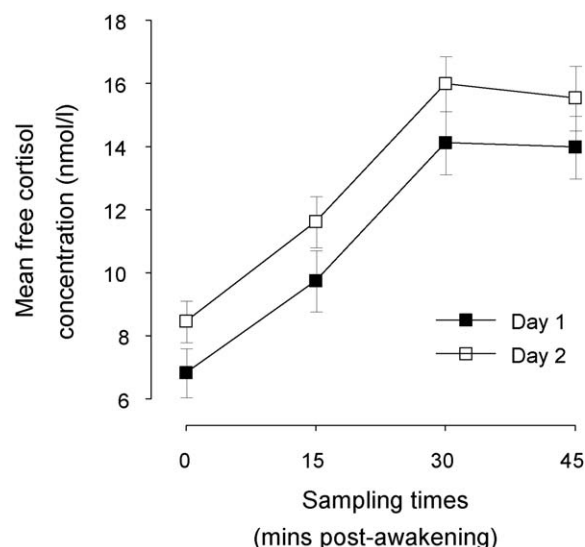 Mean free cortisol
concentration (nmol/l)
18
16
14
12
10
8
6
Day 1
Day 2
0 15 30 45
Sampling times
(mins post-awakening)